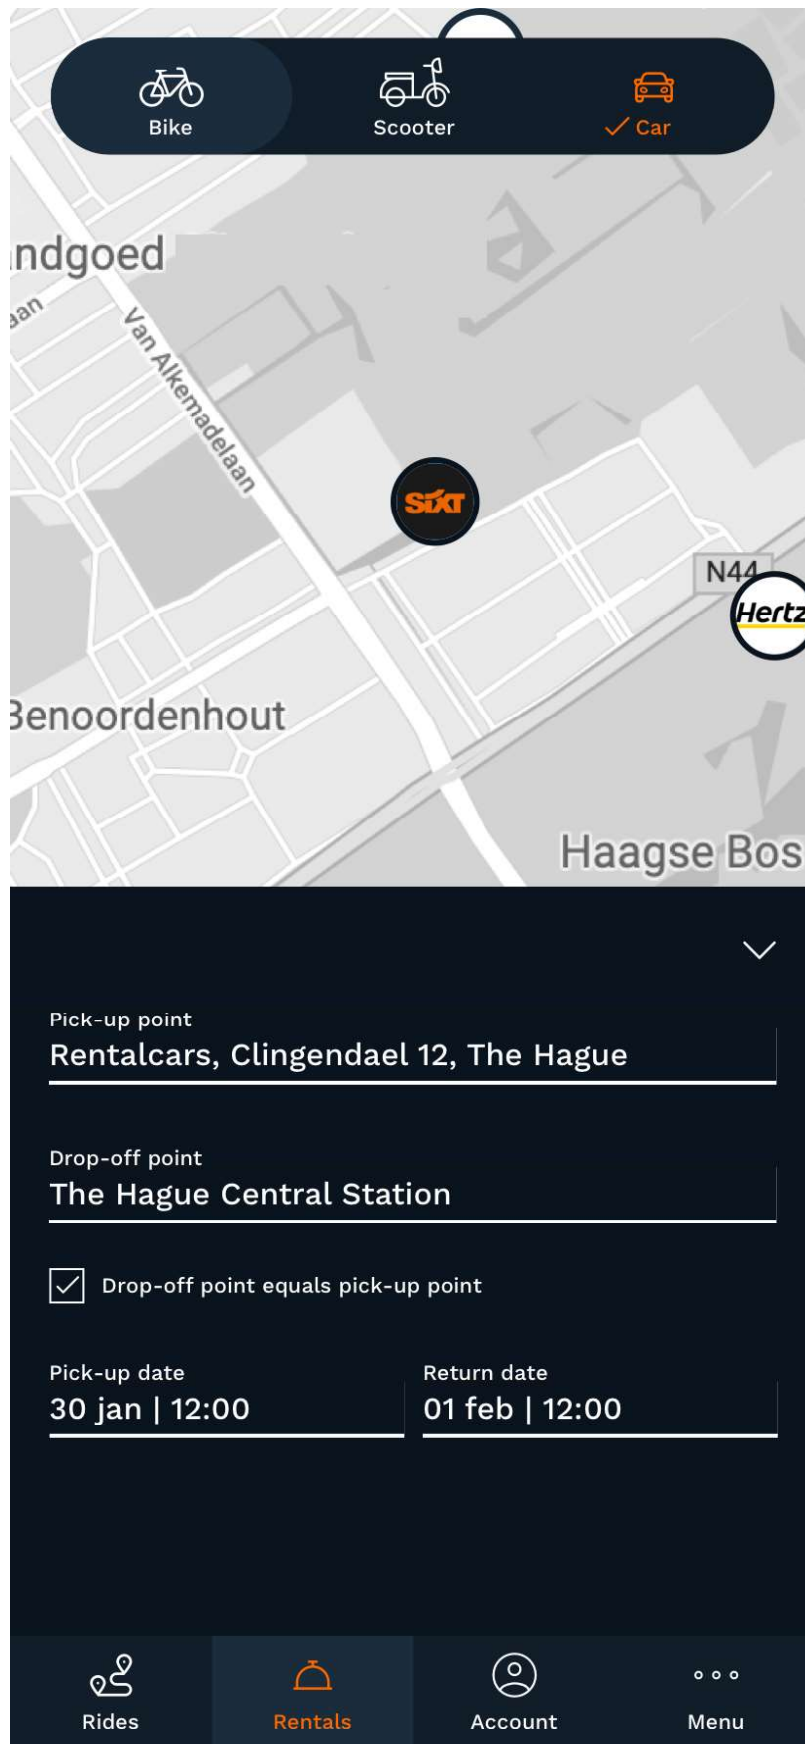 Bike
Scooter
Car
ndgoed
aan
Van Alkemadelaan
SiXT
N44
Hertz
Benoordenhout
Haagse Bos
Pick-up point
Rentalcars, Clingendael 12, The Hague
Drop-off point
The Hague Central Station
Drop-off point equals pick-up point
Pick-up date
Return date
30 jan | 12:00
01 feb | 12:00
Rides
Rentals
Account
Menu